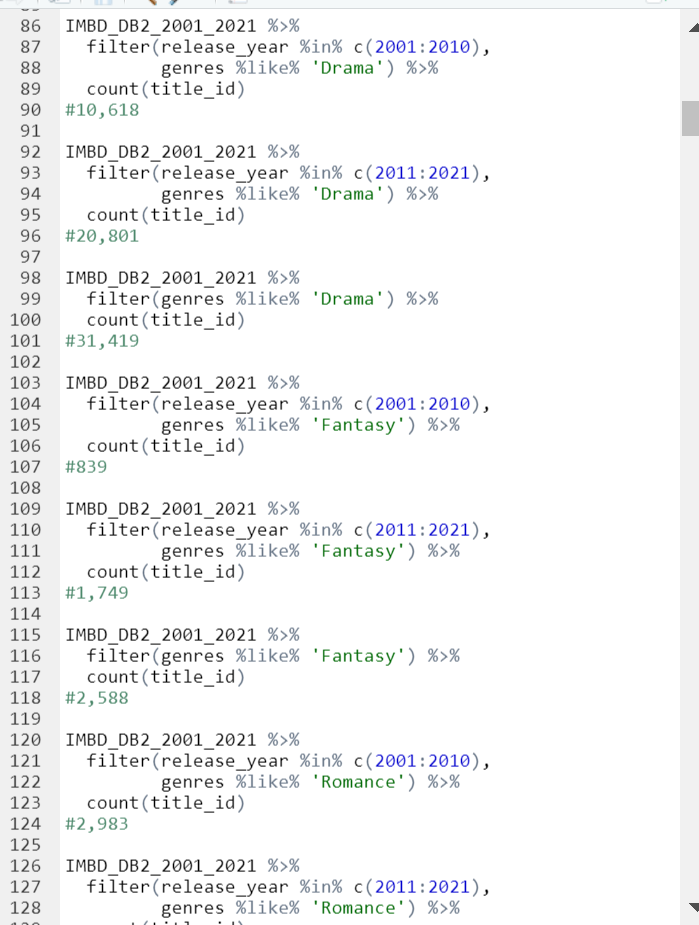 86 IMBD_DB2_2001_2021 %>%
87   filter(release_year %in% c(2001:2010),
88          genres %like% 'Drama') %>%
89   count(title_id)
90 #10,618
91
92 IMBD_DB2_2001_2021 %>%
93   filter(release_year %in% c(2011:2021),
94          genres %like% 'Drama') %>%
95   count(title_id)
96 #20,801
97
98 IMBD_DB2_2001_2021 %>%
99   filter(genres %like% 'Drama') %>%
100   count(title_id)
101 #31,419
102
103 IMBD_DB2_2001_2021 %>%
104   filter(release_year %in% c(2001:2010),
105          genres %like% 'Fantasy') %>%
106   count(title_id)
107 #839
108
109 IMBD_DB2_2001_2021 %>%
110   filter(release_year %in% c(2011:2021),
111          genres %like% 'Fantasy') %>%
112   count(title_id)
113 #1,749
114
115 IMBD_DB2_2001_2021 %>%
116   filter(genres %like% 'Fantasy') %>%
117   count(title_id)
118 #2,588
119
120 IMBD_DB2_2001_2021 %>%
121   filter(release_year %in% c(2001:2010),
122          genres %like% 'Romance') %>%
123   count(title_id)
124 #2,983
125
126 IMBD_DB2_2001_2021 %>%
127   filter(release_year %in% c(2011:2021),
128          genres %like% 'Romance') %>%